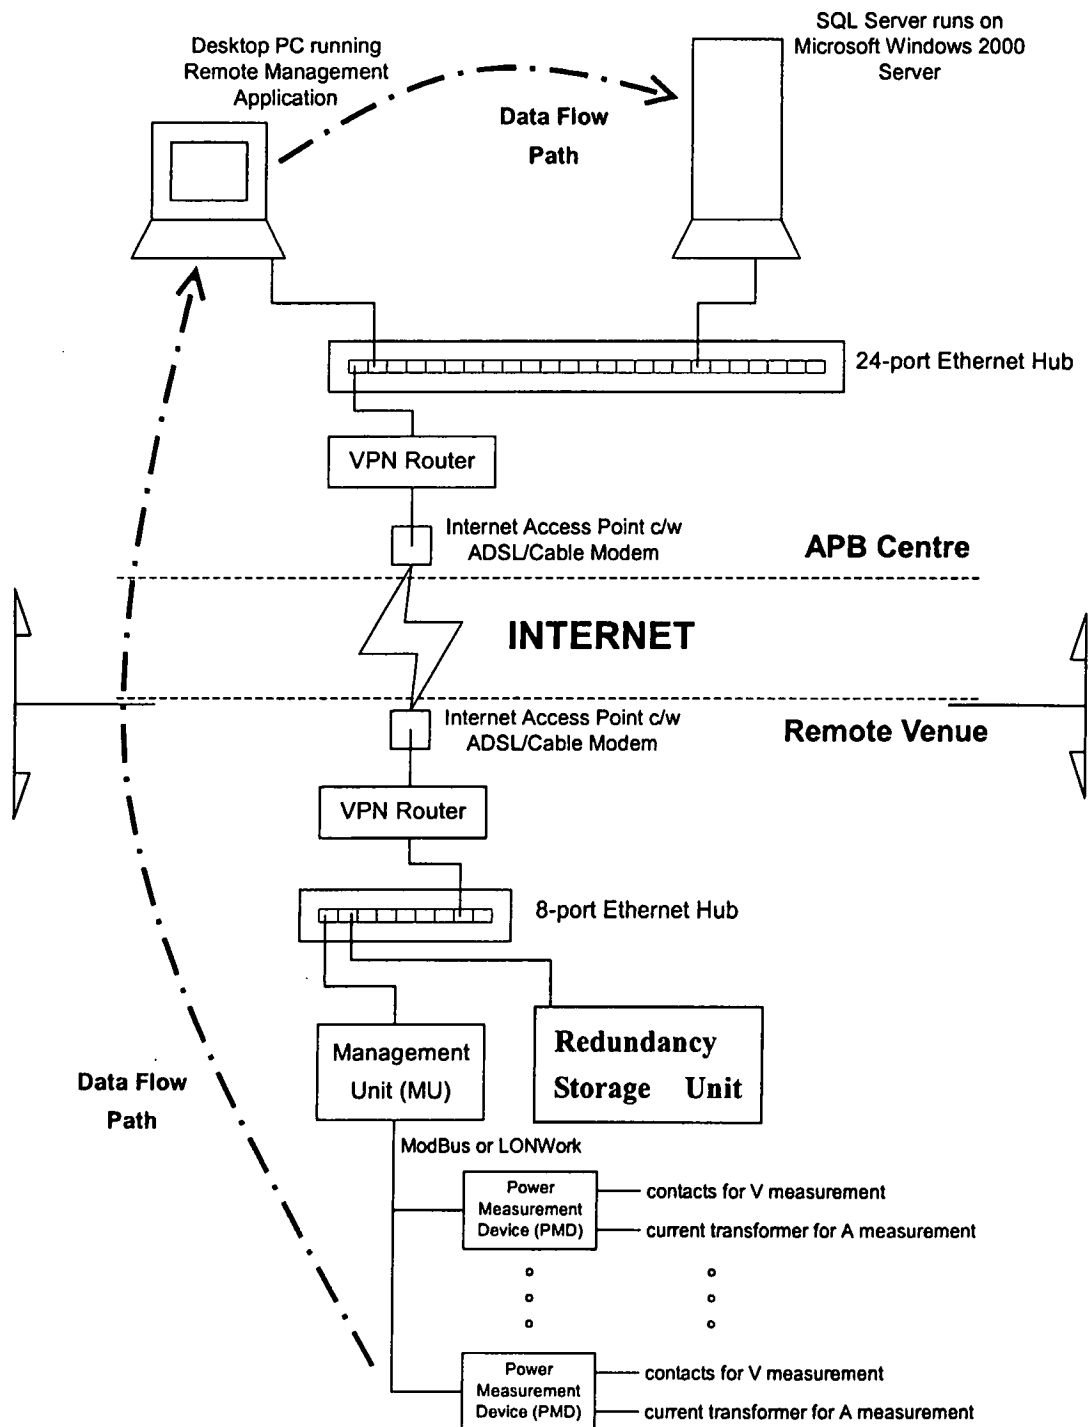 Desktop PC running
Remote Management
Application
SQL Server runs on
Microsoft Windows 2000
Server
Data Flow
Path
24-port Ethernet Hub
VPN Router
Internet Access Point c/w
ADSL/Cable Modem
APB Centre
INTERNET
Internet Access Point c/w
ADSL/Cable Modem
Remote Venue
VPN Router
8-port Ethernet Hub
Management
Unit (MU)
Redundancy
Storage Unit
Data Flow
Path
ModBus or LONWork
Power
Measurement
Device (PMD)
contacts for V measurement
current transformer for A measurement
Power
Measurement
Device (PMD)
contacts for V measurement
current transformer for A measurement